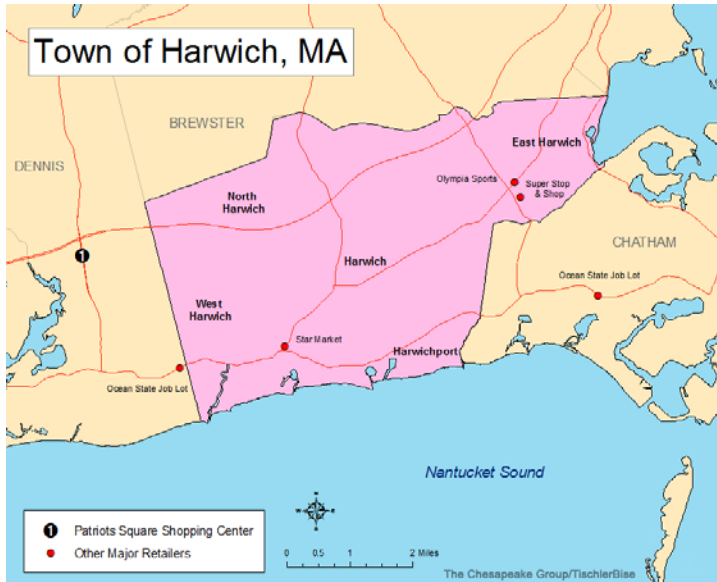 Town of Harwich, MA
BREWSTER
DENNIS
East Harwich
Olympia Sports
Super Stop
& Shop
North
Harwich
CHATHAM
1
Harwich
Ocean State Job Lot
West
Harwich
Star Market
Harwichport
Ocean State Job Lot
Nantucket Sound
1 Patriots Square Shopping Center
Other Major Retailers
0 0.5 1 2 Miles
The Chesapeake Group/TischlerBise